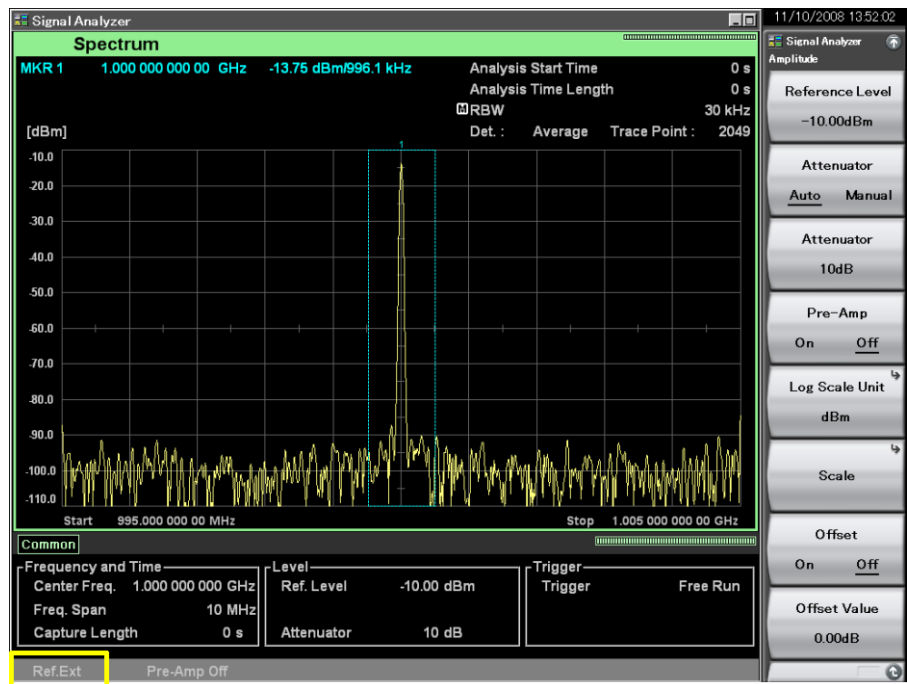 Signal Analyzer
11/10/2008 13:52:02
Spectrum
MKR 1 1.000 000 000 00 GHz -13.75 dBm/996.1 kHz
Analysis Start Time 0 s
Analysis Time Length 0 s
M RBW 30 kHz
[dBm]
Det. : Average Trace Point : 2049
1
-10.0
-20.0
-30.0
-40.0
-50.0
-60.0
-70.0
-80.0
-90.0
-100.0
-110.0
Start 995.000 000 00 MHz
Stop 1.005 000 000 00 GHz
Common
Frequency and Time
Center Freq. 1.000 000 000 GHz
Freq. Span 10 MHz
Capture Length 0 s
Level
Ref. Level -10.00 dBm
Attenuator 10 dB
Trigger
Trigger Free Run
Ref.Ext Pre-Amp Off
Signal Analyzer
Amplitude
Reference Level
-10.00dBm
Attenuator
Auto Manual
Attenuator
10dB
Pre-Amp
On Off
Log Scale Unit
dBm
Scale
Offset
On Off
Offset Value
0.00dB